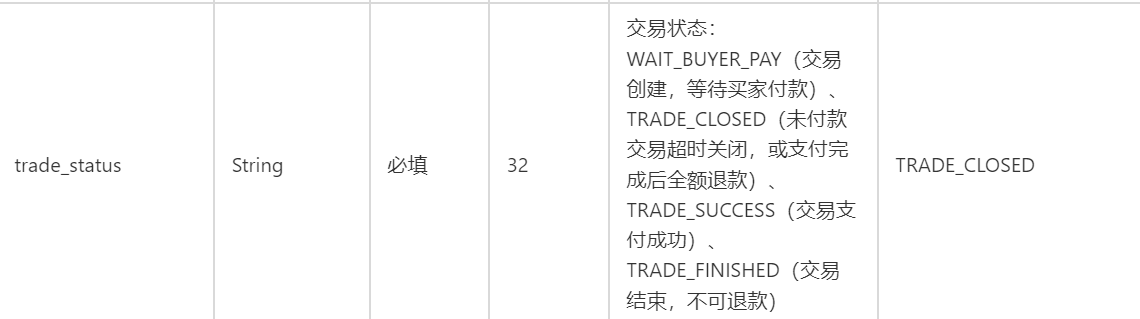 trade_status
String
必填
32
交易状态：
WAIT_BUYER_PAY（交易
创建，等待买家付款）、
TRADE_CLOSED（未付款
交易超时关闭，或支付完
成后全额退款）、
TRADE_SUCCESS（交易支
付成功）、
TRADE_FINISHED（交易
结束，不可退款）
TRADE_CLOSED